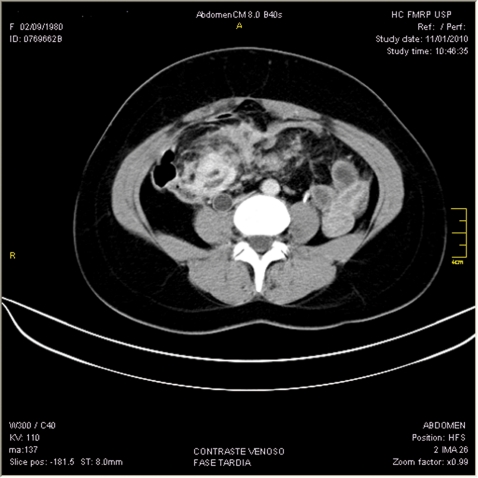 AbdomenCM 8.0 B40s
A
F 02/09/1980
ID: 0769662B
HC FMRP USP
Ref: / Perf:
Study date: 11/01/2010
Study time: 10:46:35
R
4cm
W300 / C40
KV: 110
ma:137
Slice pos: -181.5 ST: 8.0mm
CONTRASTE VENOSO
FASE TARDIA
ABDOMEN
Position: HFS
2 IMA 26
Zoom factor: x0.99